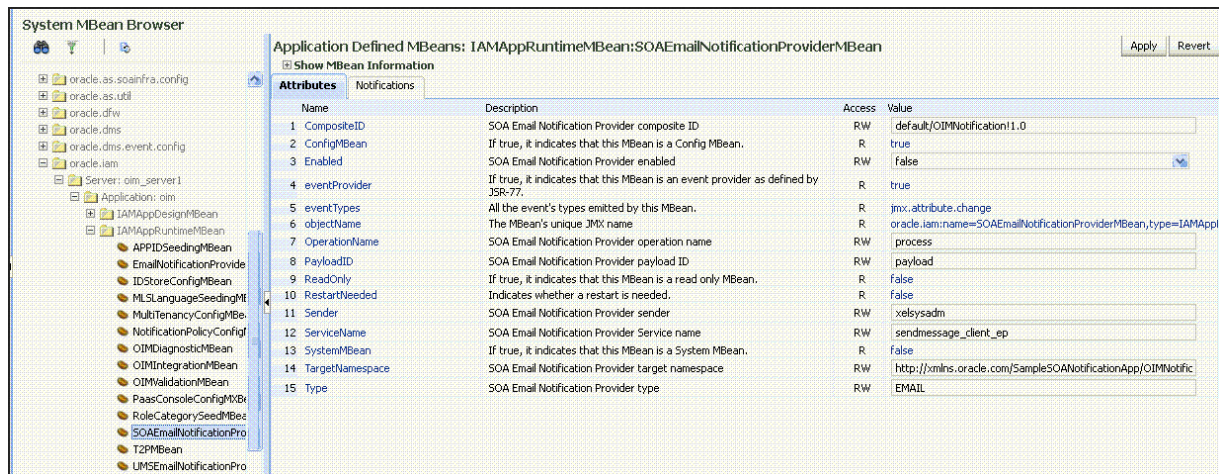 System MBean Browser
oracle.as.soainfra.config
oracle.as.util
oracle.dfw
oracle.dms
oracle.dms.event.config
oracle.iam
Server: oim_server1
Application: oim
IAMAppDesignMBean
IAMAppRuntimeMBean
APPIDSeedingMBean
EmailNotificationProvide
IDStoreConfigMBean
MLSLanguageSeedingME
MultiTenancyConfigMBe
NotificationPolicyConfigl
OIMDiagnosticMBean
OIMIntegrationMBean
OIMValidationMBean
PaasConsoleConfigMXBe
RoleCategorySeedMBea
SOAEmailNotificationPro
T2PMBean
UMSEmailNotificationPro
Application Defined MBeans: IAMAppRuntimeMBean:SOAEmailNotificationProviderMBean
Apply Revert
Show MBean Information
Attributes Notifications
Name Description Access Value
1 CompositeID SOA Email Notification Provider composite ID RW default/OIMNotification!1.0
2 ConfigMBean If true, it indicates that this MBean is a Config MBean. R true
3 Enabled SOA Email Notification Provider enabled RW false
4 eventProvider If true, it indicates that this MBean is an event provider as defined by JSR-77. R true
5 eventTypes All the event's types emitted by this MBean. R jmx.attribute.change
6 objectName The MBean's unique JMX name R oracle.iam:name=SOAEmailNotificationProviderMBean,type=IAMAppl
7 OperationName SOA Email Notification Provider operation name RW process
8 PayloadID SOA Email Notification Provider payload ID RW payload
9 ReadOnly If true, it indicates that this MBean is a read only MBean. R false
10 RestartNeeded Indicates whether a restart is needed. R false
11 Sender SOA Email Notification Provider sender RW xelsysadm
12 ServiceName SOA Email Notification Provider Service name RW sendmessage_client_ep
13 SystemMBean If true, it indicates that this MBean is a System MBean. R false
14 TargetNamespace SOA Email Notification Provider target namespace RW http://xmlns.oracle.com/SampleSOANotificationApp/OIMNotific
15 Type SOA Email Notification Provider type RW EMAIL